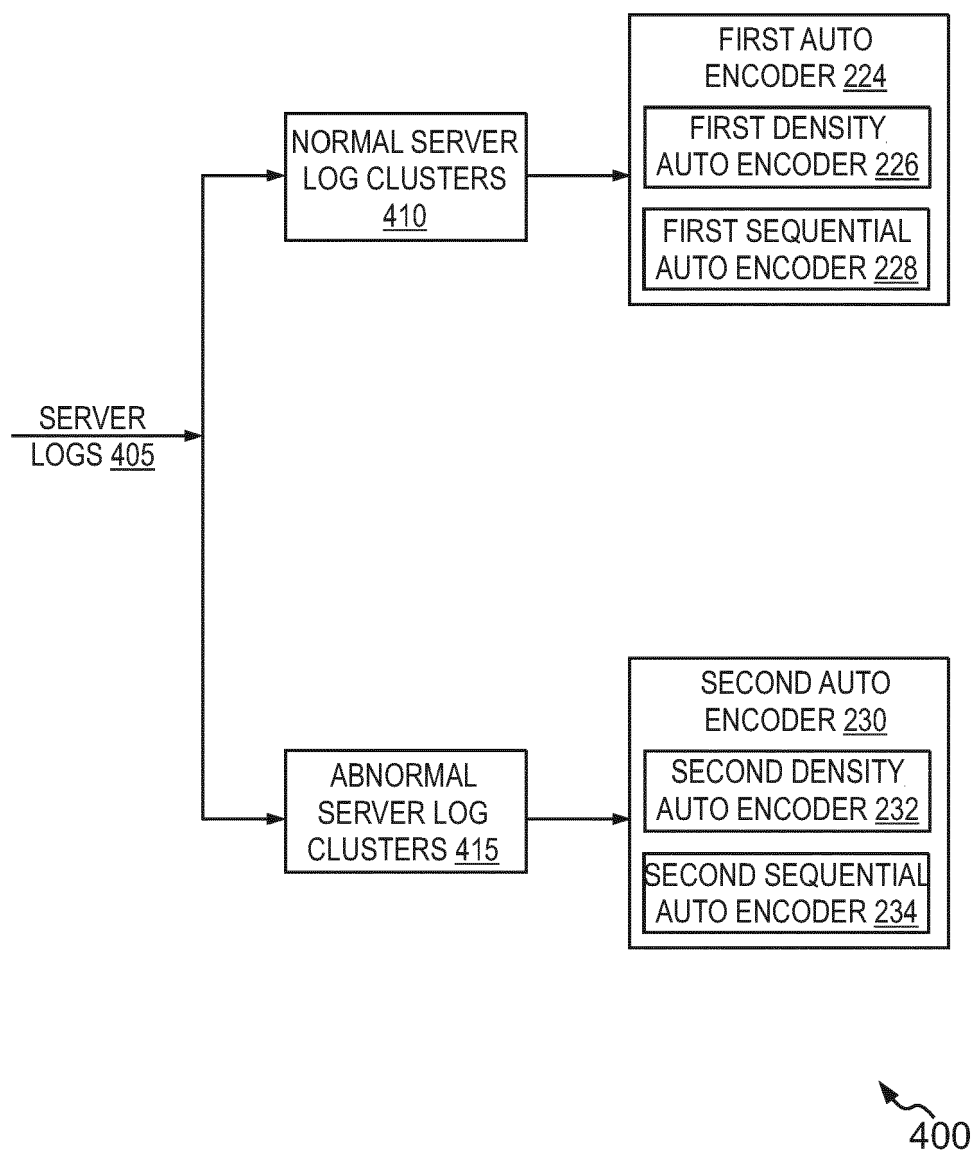 FIRST AUTO
ENCODER 224
FIRST DENSITY
AUTO ENCODER 226
FIRST SEQUENTIAL
AUTO ENCODER 228
NORMAL SERVER
LOG CLUSTERS
410
SERVER
LOGS 405
SECOND AUTO
ENCODER 230
SECOND DENSITY
AUTO ENCODER 232
SECOND SEQUENTIAL
AUTO ENCODER 234
ABNORMAL
SERVER LOG
CLUSTERS 415
400